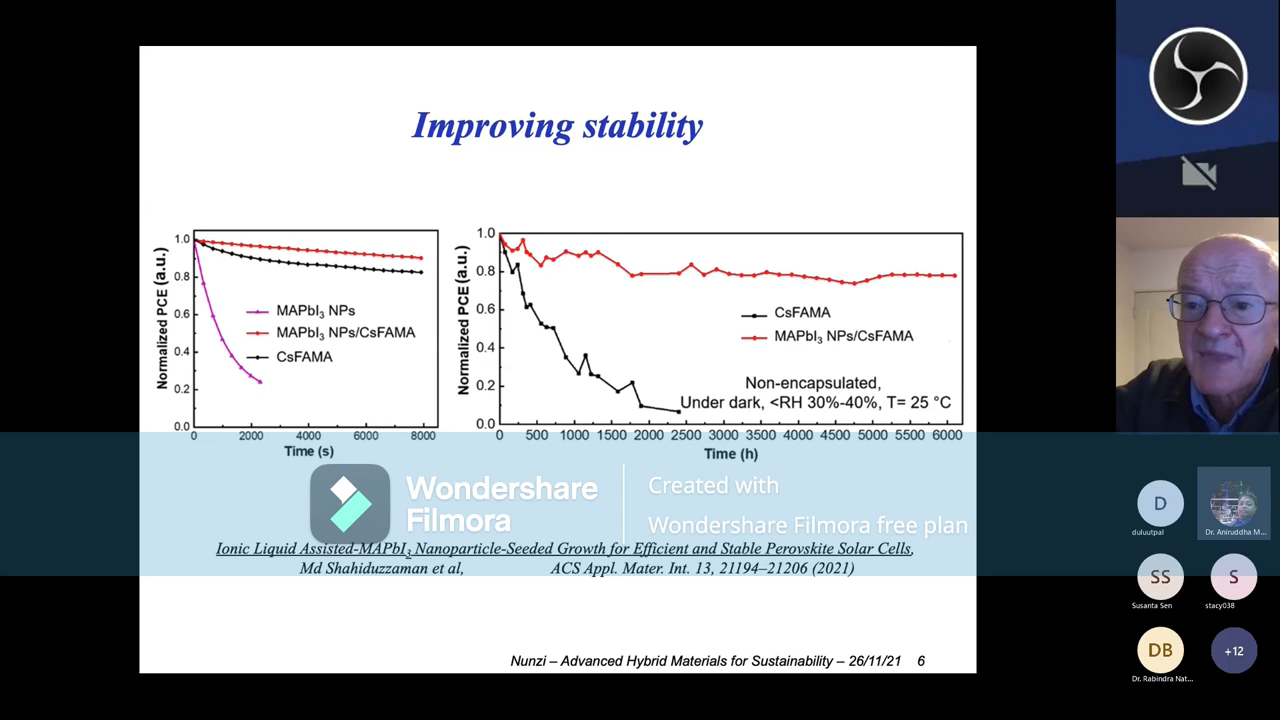 Improving stability
Normalized PCE (a.u.)
1.0
0.8
0.6
0.4
0.2
MAPbI₃ NPs
MAPbI₃ NPs/CsFAMA
CsFAMA
0 2000 4000 6000 8000
Time (s)
Normalized PCE (a.u.)
1.0
0.8
0.6
0.4
0.2
0.0
CsFAMA
MAPbI₃ NPs/CsFAMA
Non-encapsulated,
Under dark, <RH 30%-40%, T= 25 °C
0 500 1000 1500 2000 2500 3000 3500 4000 4500 5000 5500 6000
Time (h)
Wondershare
Filmora
Created with
Wondershare Filmora free plan
Ionic Liquid Assisted-MAPbI₃ Nanoparticle-Seeded Growth for Efficient and Stable Perovskite Solar Cells,
Md Shahiduzzaman et al, ACS Appl. Mater. Int. 13, 21194–21206 (2021)
Nunzi – Advanced Hybrid Materials for Sustainability – 26/11/21 6
D
duluutpal
Dr. Aniruddha M...
SS
Susanta Sen
S
stacy038
DB
Dr. Rabindra Nat...
+12